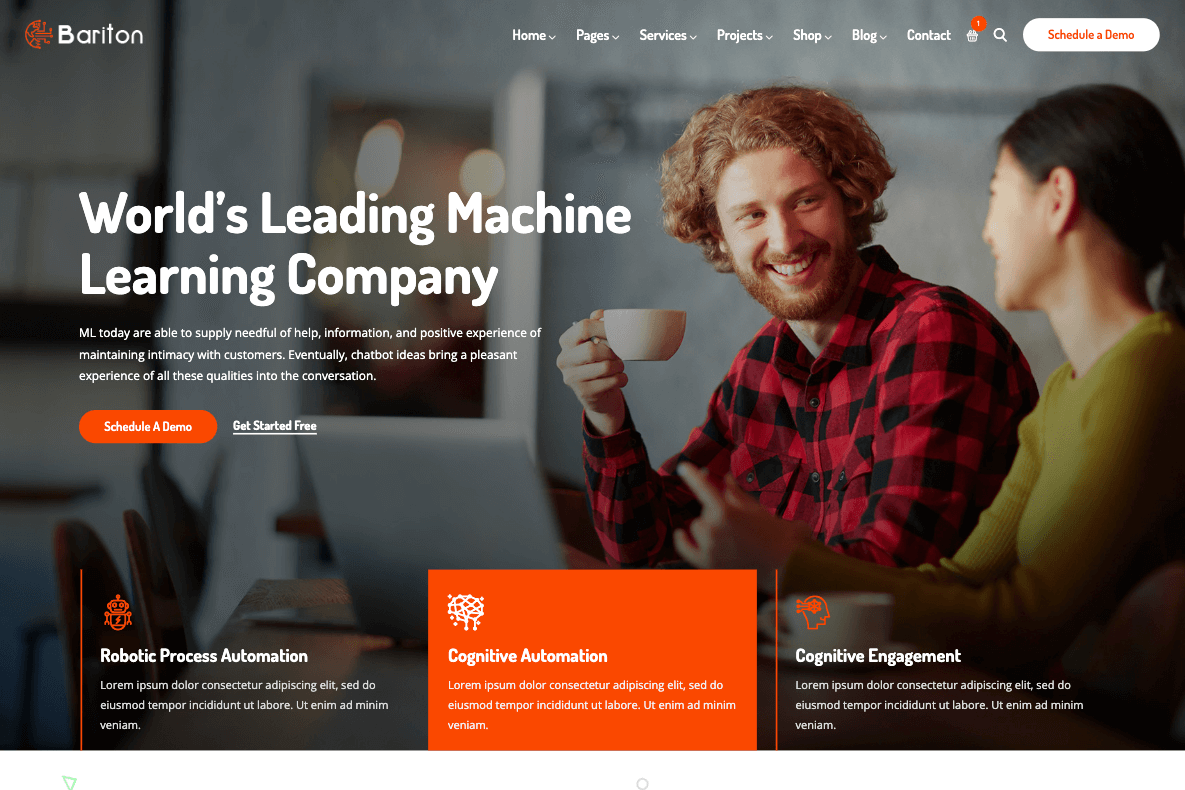 Bariton
Home Pages Services Projects Shop Blog Contact 1 Schedule a Demo
World's Leading Machine
Learning Company
ML today are able to supply needful of help, information, and positive experience of
maintaining intimacy with customers. Eventually, chatbot ideas bring a pleasant
experience of all these qualities into the conversation.
Schedule A Demo Get Started Free
Robotic Process Automation
Lorem ipsum dolor consectetur adipiscing elit, sed do
eiusmod tempor incididunt ut labore. Ut enim ad minim
veniam.
Cognitive Automation
Lorem ipsum dolor consectetur adipiscing elit, sed do
eiusmod tempor incididunt ut labore. Ut enim ad minim
veniam.
Cognitive Engagement
Lorem ipsum dolor consectetur adipiscing elit, sed do
eiusmod tempor incididunt ut labore. Ut enim ad minim
veniam.